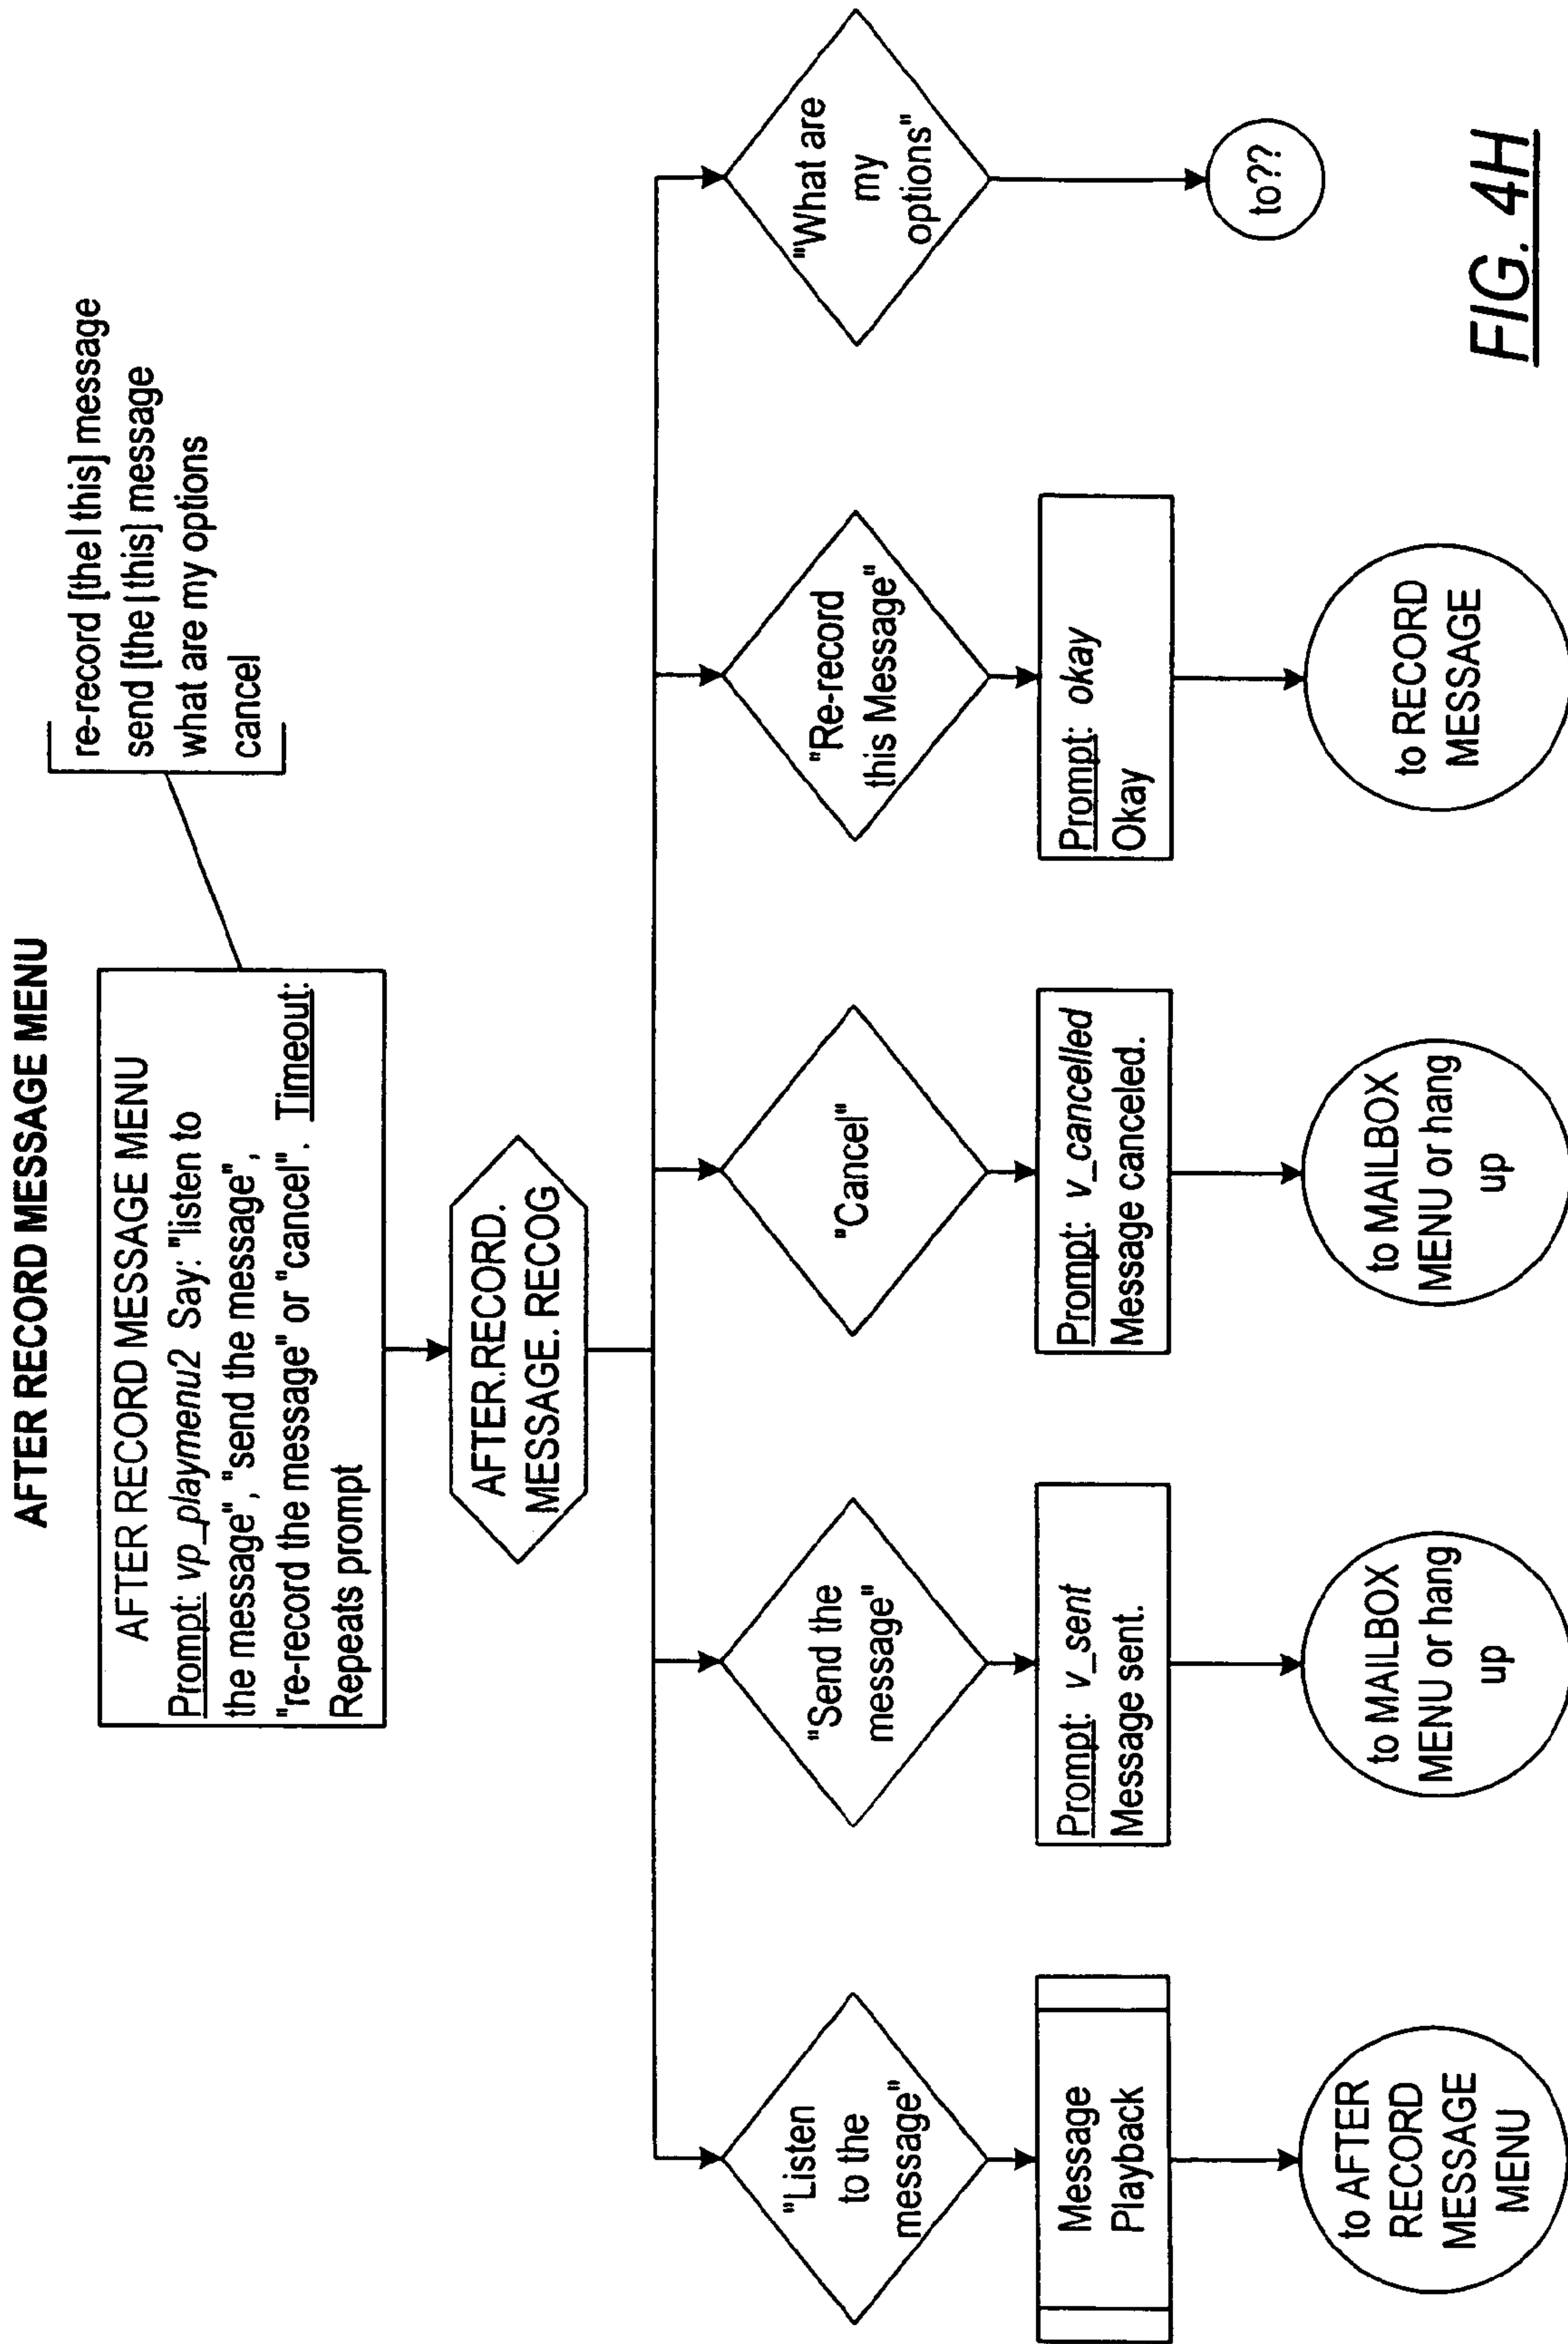 AFTER RECORD MESSAGE MENU
AFTER RECORD MESSAGE MENU
Prompt: vp_playmenu2 Say: "listen to
the message", "send the message",
"re-record the message" or "cancel". Timeout:
Repeats prompt
re-record [the | this] message
send [the | this] message
what are my options
cancel
AFTER.RECORD.
MESSAGE. RECOG
"Listen
to the
message"
"Send the
message"
"Cancel"
"Re-record
this Message"
"What are
my
options"
Message
Playback
Prompt: v_sent
Message sent.
Prompt: v_cancelled
Message canceled.
Prompt: okay
Okay
to??
to AFTER
RECORD
MESSAGE
MENU
to MAILBOX
MENU or hang
up
to MAILBOX
MENU or hang
up
to RECORD
MESSAGE
FIG. 4H